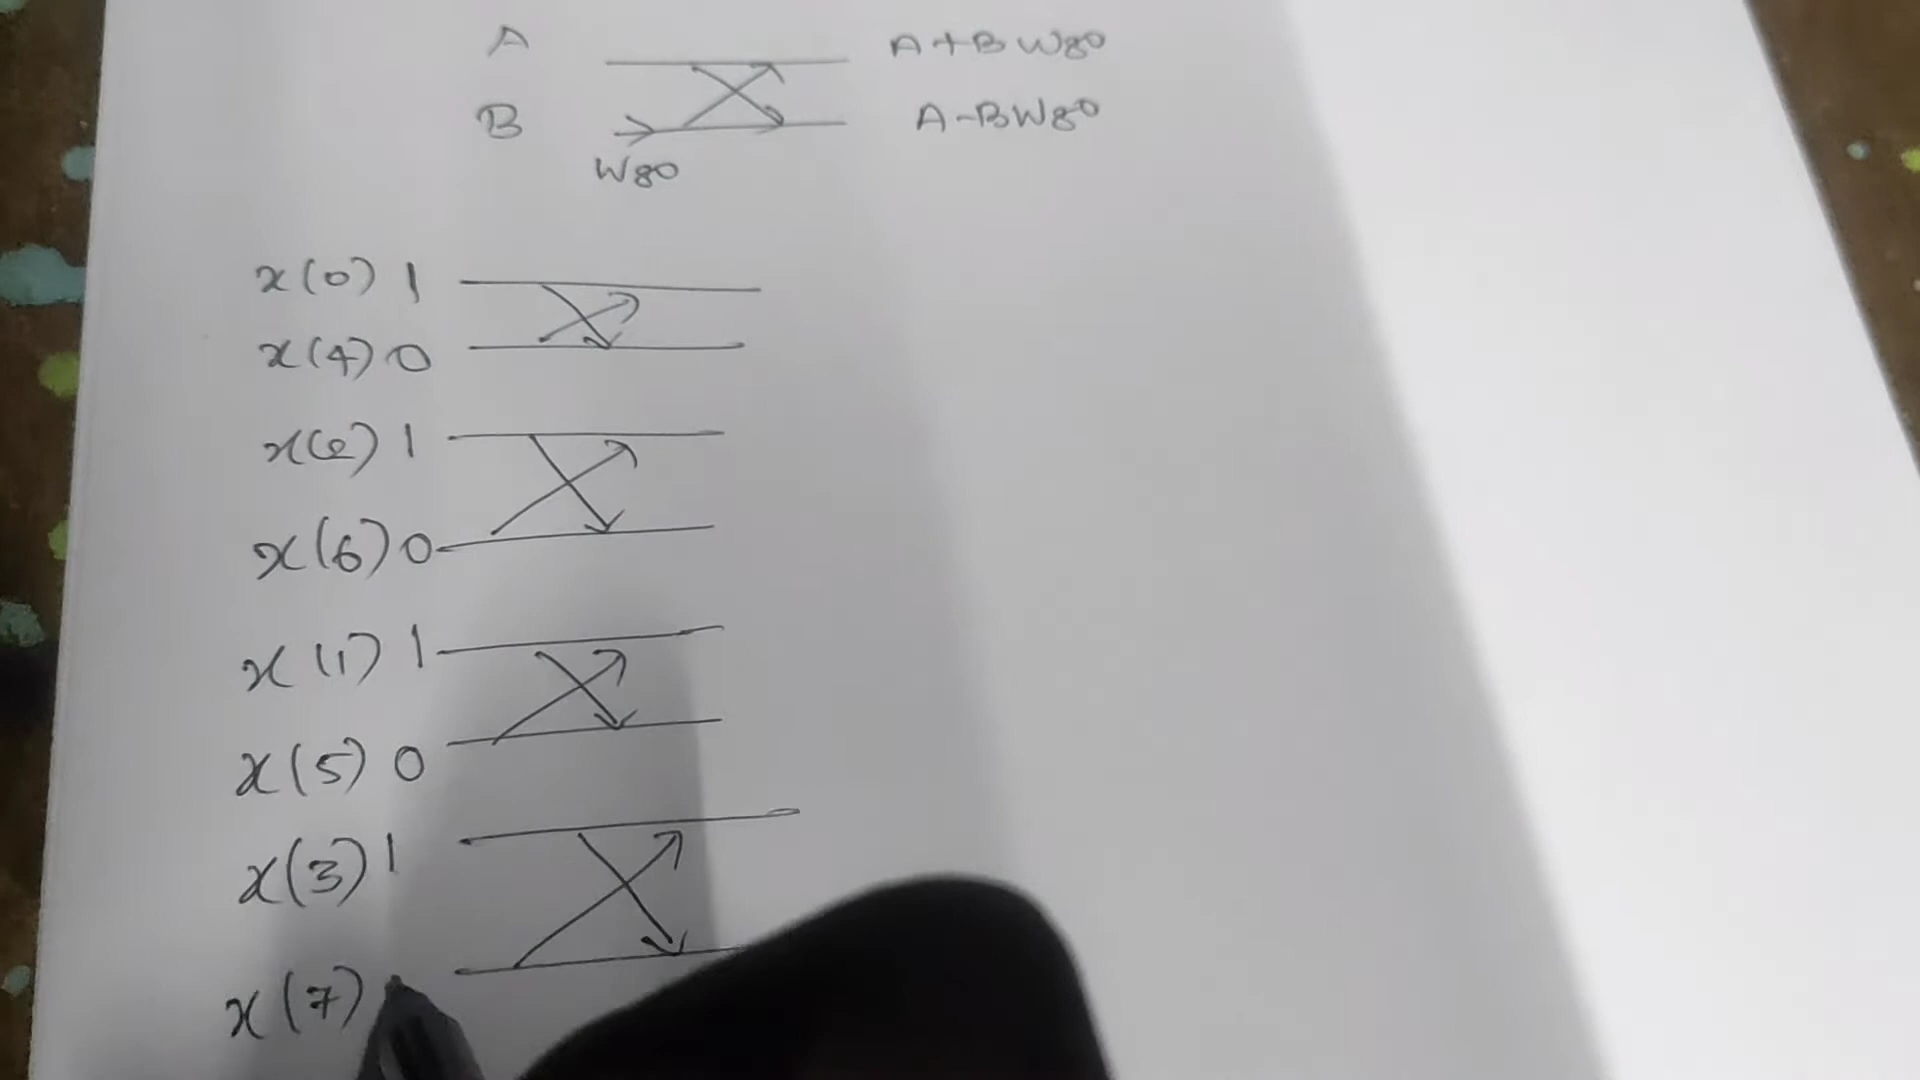 A
A+BW80
B
A-BW80
W80
x(0) 1
x(4) 0
x(2) 1
x(6) 0
x(1) 1
x(5) 0
x(3) 1
x(7)